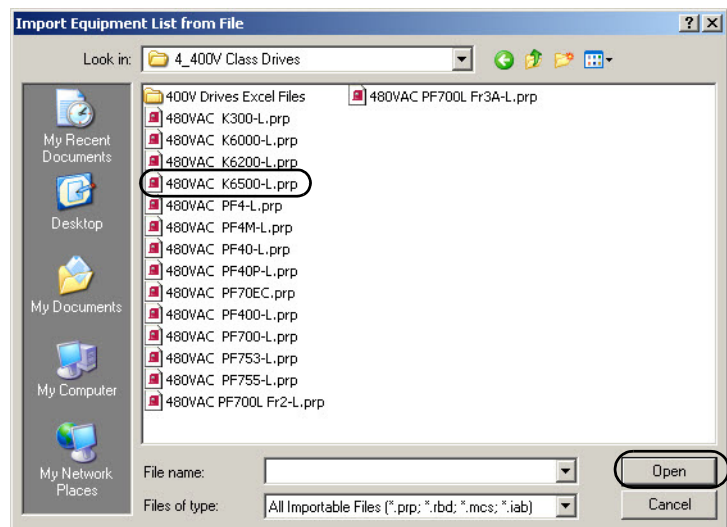 Import Equipment List from File
Look in: 4_400V Class Drives
My Recent Documents
Desktop
My Documents
My Computer
My Network Places
400V Drives Excel Files
480VAC K300-L.prp
480VAC K6000-L.prp
480VAC K6200-L.prp
480VAC K6500-L.prp
480VAC PF4-L.prp
480VAC PF4M-L.prp
480VAC PF40-L.prp
480VAC PF40P-L.prp
480VAC PF70EC.prp
480VAC PF400-L.prp
480VAC PF700-L.prp
480VAC PF753-L.prp
480VAC PF755-L.prp
480VAC PF700L Fr2-L.prp
480VAC PF700L Fr3A-L.prp
File name: Open
Files of type: All Importable Files (*.prp; *.rbd; *.mcs; *.iab) Cancel